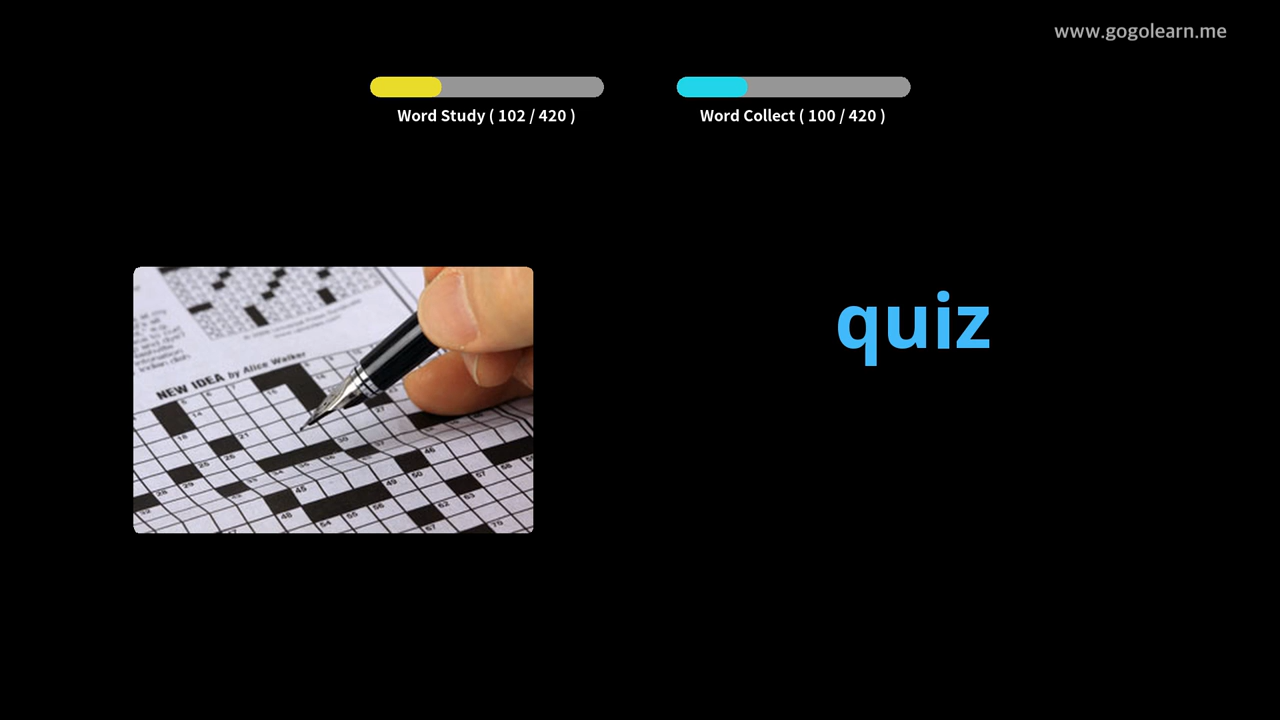 www.gogolearn.me
Word Study ( 102 / 420 )
Word Collect ( 100 / 420 )
quiz
NEW IDEA by Alice Walker